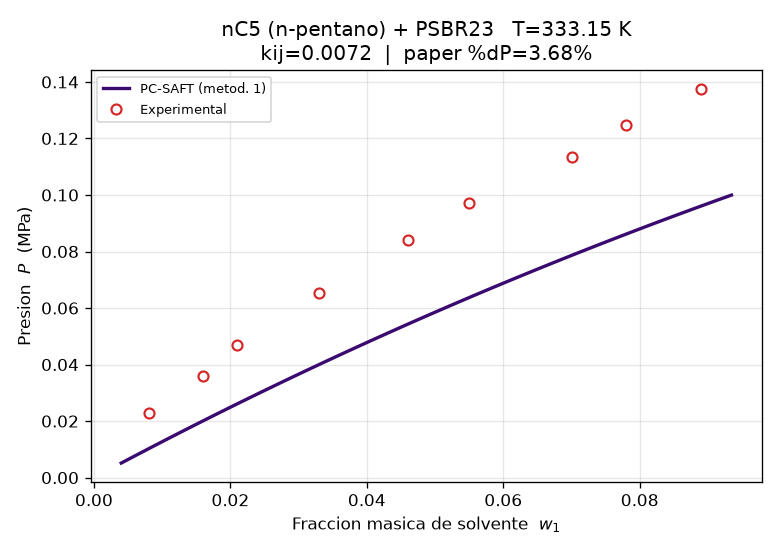 nC5 (n-pentano) + PSBR23   T=333.15 K
kij=0.0072  |  paper %dP=3.68%
PC-SAFT (metod. 1)
Experimental
0.14
0.12
0.10
0.08
0.06
0.04
0.02
0.00
Presion P (MPa)
0.00 0.02 0.04 0.06 0.08
Fraccion masica de solvente w₁